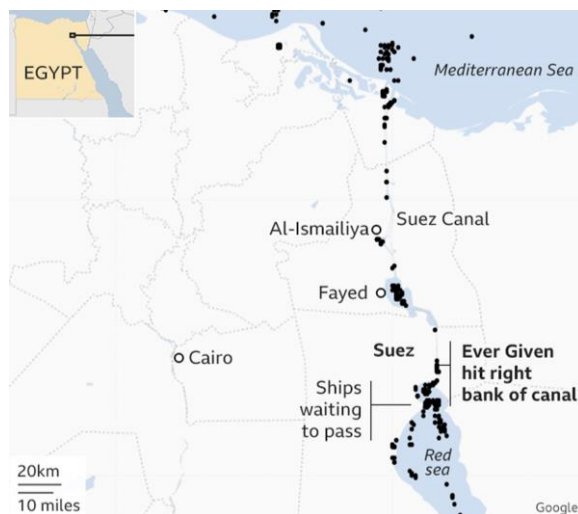 EGYPT
Mediterranean Sea
Al-Ismailiya
Suez Canal
Fayed
Cairo
Suez
Ever Given
hit right
bank of canal
Ships
waiting
to pass
Red
sea
20km
10 miles
Google